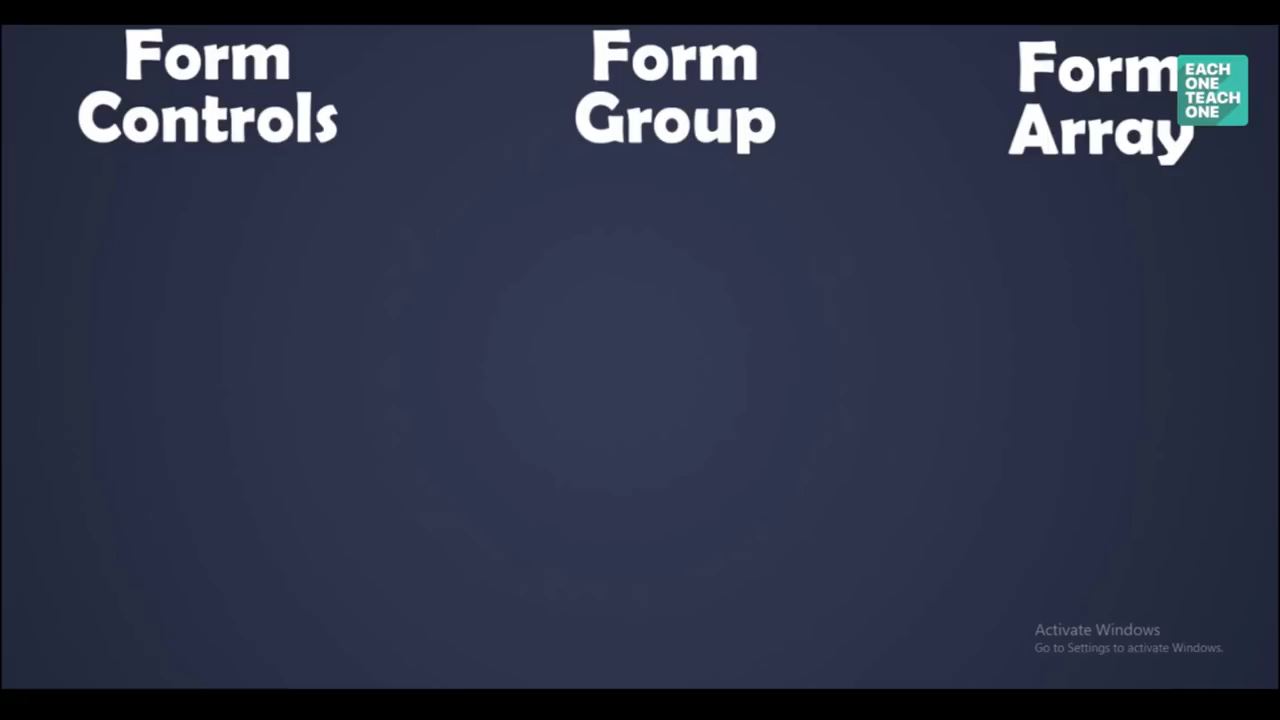 Form
Controls
Form
Group
Form
Array
EACH
ONE
TEACH
ONE
Activate Windows
Go to Settings to activate Windows.